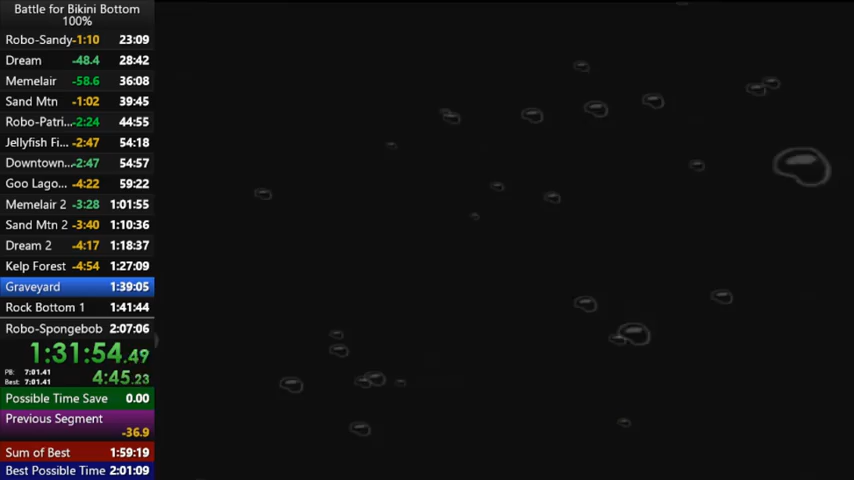 Battle for Bikini Bottom
100%
Robo-Sandy -1:10 23:09
Dream -48.4 28:42
Memelair -58.6 36:08
Sand Mtn -1:02 39:45
Robo-Patri... -2:24 44:55
Jellyfish Fi... -2:47 54:18
Downtown... -2:47 54:57
Goo Lago... -4:22 59:22
Memelair 2 -3:28 1:01:55
Sand Mtn 2 -3:40 1:10:36
Dream 2 -4:17 1:18:37
Kelp Forest -4:54 1:27:09
Graveyard 1:39:05
Rock Bottom 1 1:41:44
Robo-Spongebob 2:07:06
1:31:54.49
PB: 7:01.41
Best: 7:01.41
4:45.23
Possible Time Save 0.00
Previous Segment
-36.9
Sum of Best 1:59:19
Best Possible Time 2:01:09